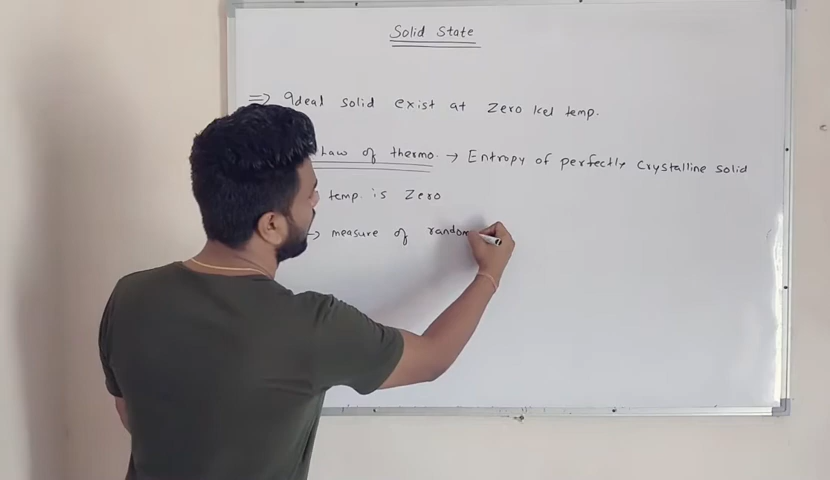 Solid State
⇒ Ideal solid exist at Zero kel temp.
Law of thermo. → Entropy of perfectly Crystalline solid
temp. is Zero
→ measure of random